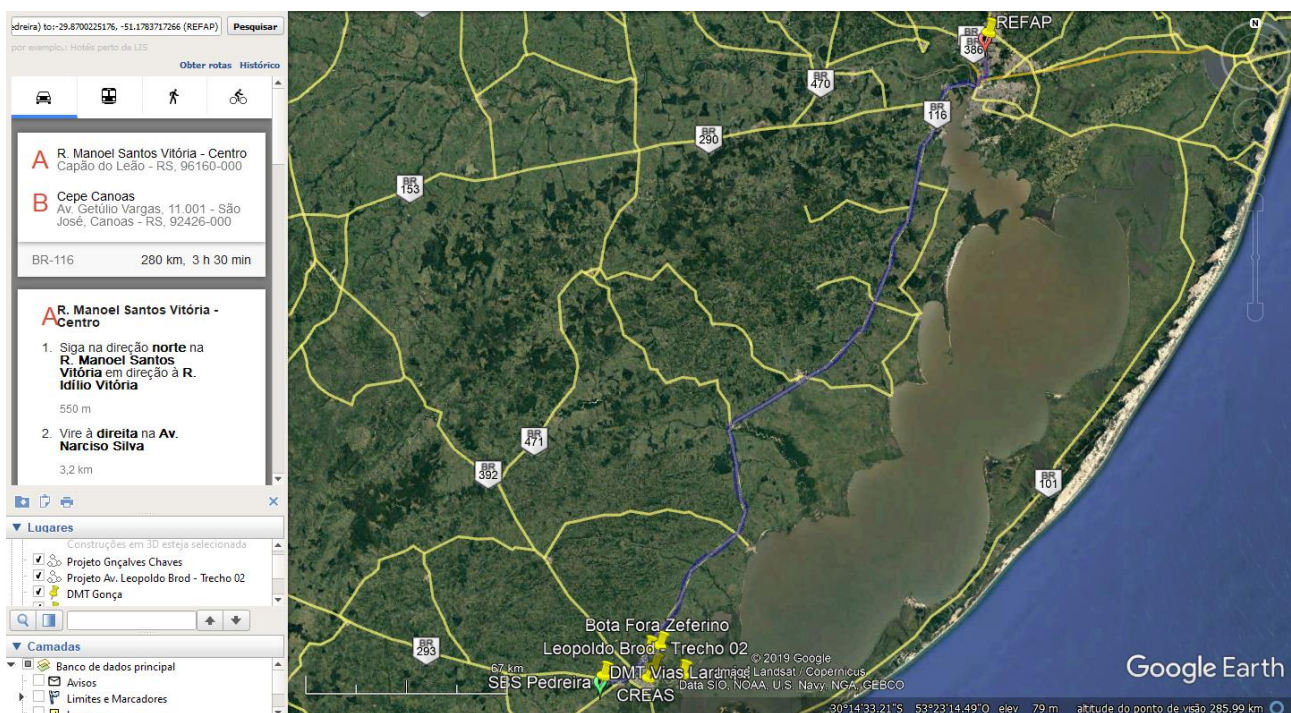 edreira) to:-29.8700225176, -51.1783717266 (REFAP)
Pesquisar
por exemplo,: Hotéis perto de LIS
Obter rotas Histórico
A R. Manoel Santos Vitória - Centro
Capão do Leão - RS, 96160-000
B Cepe Canoas
Av. Getúlio Vargas, 11.001 - São
José, Canoas - RS, 92426-000
BR-116 280 km, 3 h 30 min
A R. Manoel Santos Vitória -
Centro
1. Siga na direção norte na
R. Manoel Santos
Vitória em direção à R.
Idílio Vitória
550 m
2. Vire à direita na Av.
Narciso Silva
3,2 km
Lugares
Construções em 3D esteja selecionada
Projeto Gnçalves Chaves
Projeto Av. Leopoldo Brod - Trecho 02
DMT Gonça
Camadas
Banco de dados principal
Avisos
Limites e Marcadores
REFAP
N
BR
BR
386
BR
470
BR
116
BR
290
BR
153
BR
471
BR
392
BR
101
BR
293
Bota Fora Zeferino
Leopoldo Brod - Trecho 02
67 km
DMT Vias
SBS Pedreira
CREAS
© 2019 Google
Image Landsat / Copernicus
Data SIO, NOAA, U.S. Navy, NGA, GEBCO
Google Earth
30°14'33.21"S 53°23'14.49"O elev 79 m altitude do ponto de visão 285.99 km